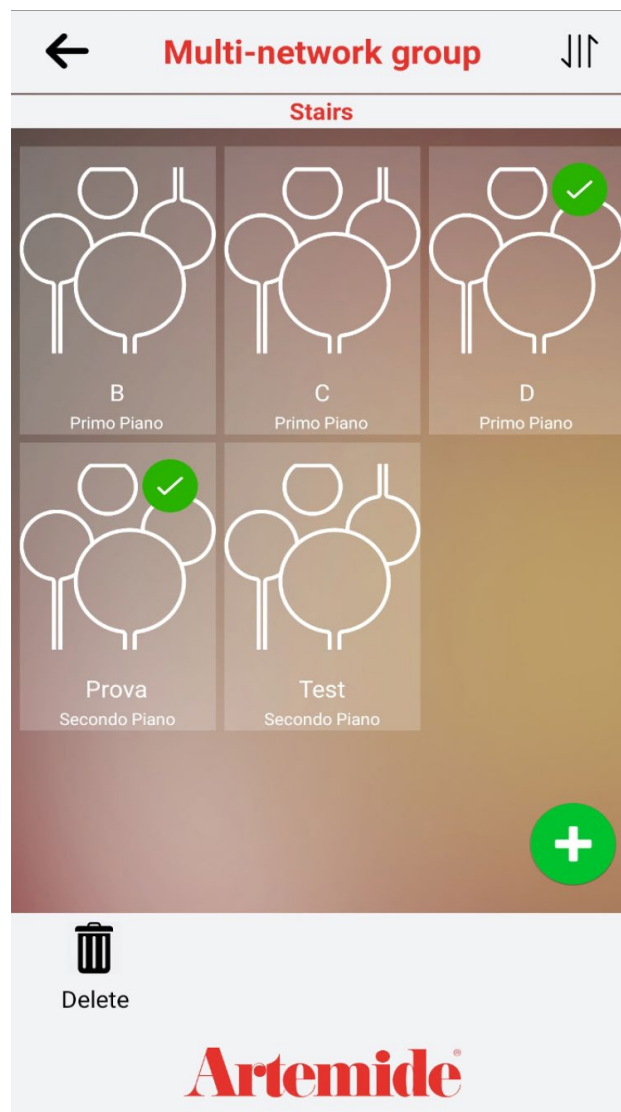 Multi-network group
Stairs
B
Primo Piano
C
Primo Piano
D
Primo Piano
Prova
Secondo Piano
Test
Secondo Piano
Delete
Artemide®